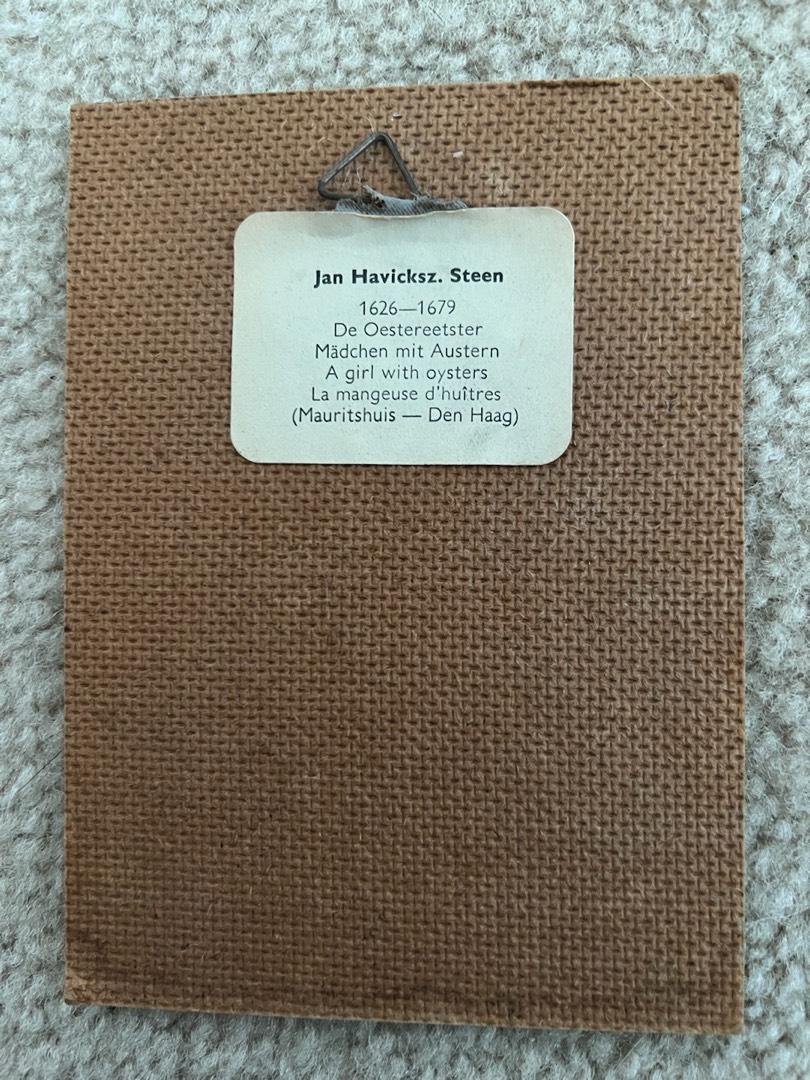 Jan Havicksz. Steen
1626—1679
De Oestereetster
Mädchen mit Austern
A girl with oysters
La mangeuse d'huîtres
(Mauritshuis — Den Haag)